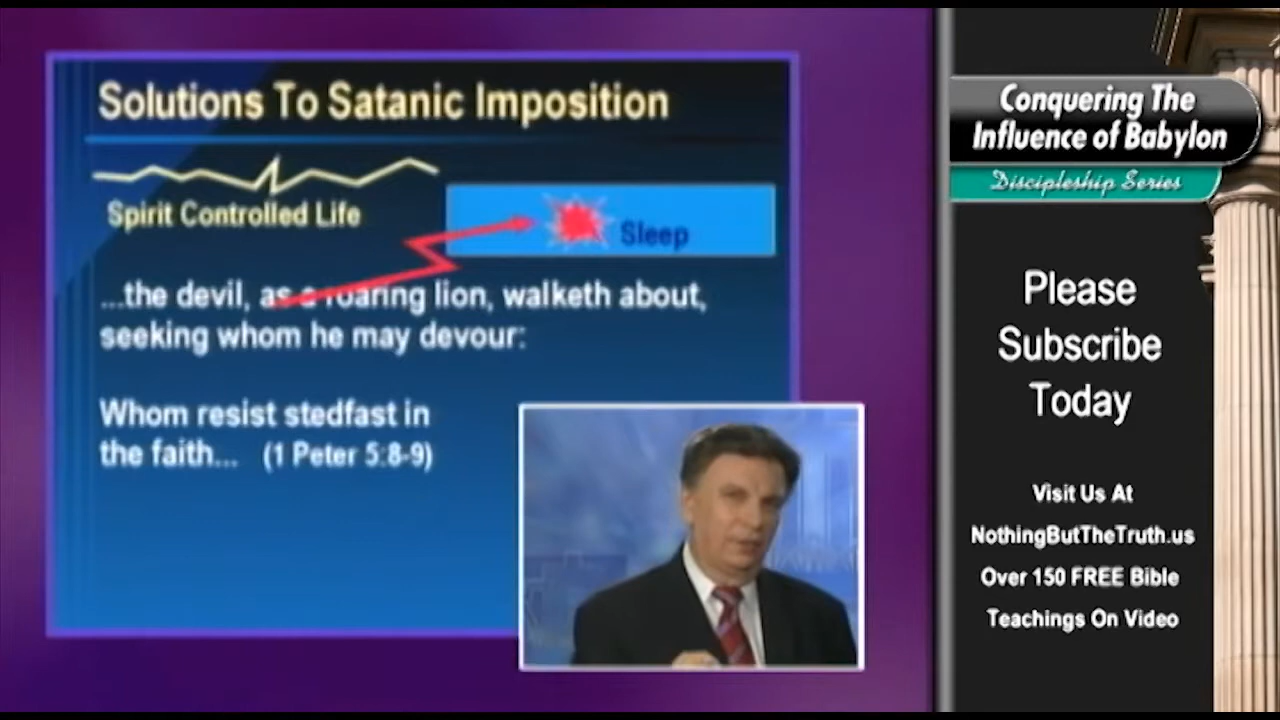 Solutions To Satanic Imposition
Spirit Controlled Life
Sleep
...the devil, as a roaring lion, walketh about,
seeking whom he may devour:
Whom resist stedfast in
the faith... (1 Peter 5:8-9)
Conquering The
Influence of Babylon
Discipleship Series
Please
Subscribe
Today
Visit Us At
NothingButTheTruth.us
Over 150 FREE Bible
Teachings On Video